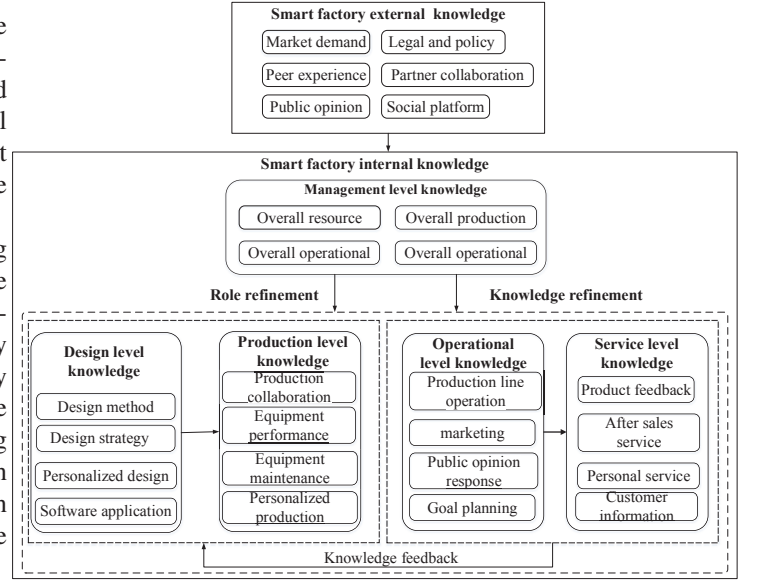 Smart factory external knowledge
Market demand
Legal and policy
Peer experience
Partner collaboration
Public opinion
Social platform
Smart factory internal knowledge
Management level knowledge
Overall resource
Overall production
Overall operational
Overall operational
Role refinement
Knowledge refinement
Design level
knowledge
Design method
Design strategy
Personalized design
Software application
Production level
knowledge
Production
collaboration
Equipment
performance
Equipment
maintenance
Personalized
production
Operational
level knowledge
Production line
operation
marketing
Public opinion
response
Goal planning
Service level
knowledge
Product feedback
After sales
service
Personal service
Customer
information
Knowledge feedback